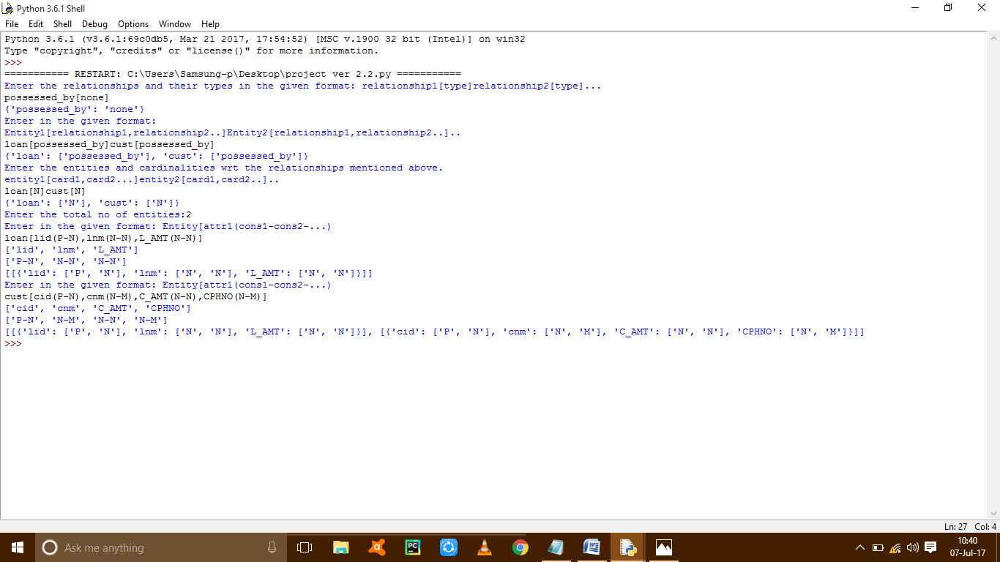 Python 3.6.1 Shell
File Edit Shell Debug Options Window Help
Python 3.6.1 (v3.6.1:69c0db5, Mar 21 2017, 17:54:52) [MSC v.1900 32 bit (Intel)] on win32
Type "copyright", "credits" or "license()" for more information.
>>>
=========== RESTART: C:\Users\Samsung-p\Desktop\project ver 2.2.py ===========
Enter the relationships and their types in the given format: relationship1[type]relationship2[type]...
possessed_by[none]
{'possessed_by': 'none'}
Enter in the given format:
Entity1[relationship1,relationship2..]Entity2[relationship1,relationship2..]..
loan[possessed_by]cust[possessed_by]
{'loan': ['possessed_by'], 'cust': ['possessed_by']}
Enter the entities and cardinalities wrt the relationships mentioned above.
entity1[card1,card2...]entity2[card1,card2..]..
loan[N]cust[N]
{'loan': ['N'], 'cust': ['N']}
Enter the total no of entities:2
Enter in the given format: Entity[attr1(cons1-cons2-...)
loan[lid(P-N),lnm(N-N),L_AMT(N-N)]
['lid', 'lnm', 'L_AMT']
['P-N', 'N-N', 'N-N']
[[{'lid': ['P', 'N'], 'lnm': ['N', 'N'], 'L_AMT': ['N', 'N']}]]
Enter in the given format: Entity[attr1(cons1-cons2-...)
cust[cid(P-N),cnm(N-M),C_AMT(N-N),CPHNO(N-M)]
['cid', 'cnm', 'C_AMT', 'CPHNO']
['P-N', 'N-M', 'N-N', 'N-M']
[[{'lid': ['P', 'N'], 'lnm': ['N', 'N'], 'L_AMT': ['N', 'N']}], [{'cid': ['P', 'N'], 'cnm': ['N', 'M'], 'C_AMT': ['N', 'N'], 'CPHNO': ['N', 'M']}]]
>>>
Ln: 27 Col: 4
Ask me anything
PC
W
10:40
07-Jul-17